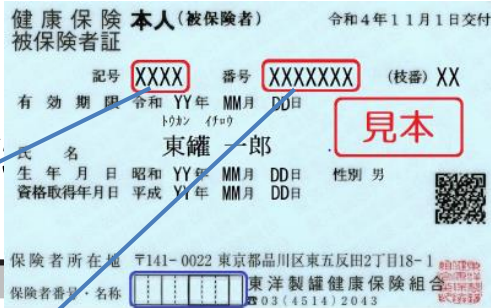 健康保険 本人(被保険者) 令和4年11月1日交付
被保険者証
記号 XXXX 番号 XXXXXXX (枝番) XX
有効期限 令和 YY年 MM月 DD日
トウカン イチロウ
氏名 東罐 一郎
見本
生年月日 昭和 YY年 MM月 DD日 性別 男
資格取得年月日 平成 YY年 MM月 DD日
保険者所在地 〒141-0022 東京都品川区東五反田2丁目18-1
保険者番号・名称 東洋製罐健康保険組合
☎03(4514)2043